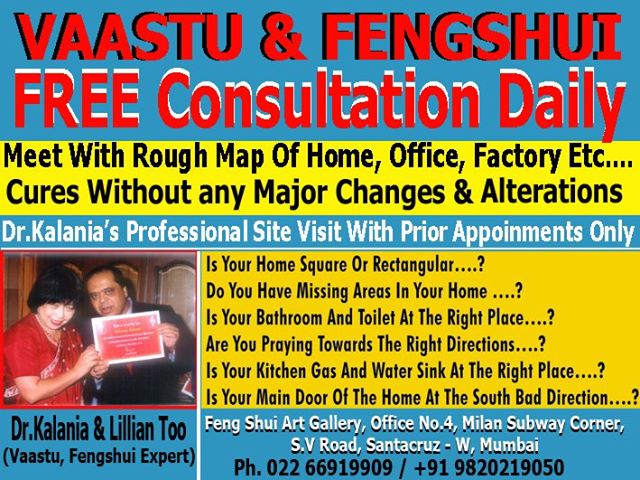 VAASTU & FENGSHUI
FREE Consultation Daily
Meet With Rough Map Of Home, Office, Factory Etc....
Cures Without any Major Changes & Alterations
Dr.Kalania's Professional Site Visit With Prior Appoinments Only
Is Your Home Square Or Rectangular....?
Do You Have Missing Areas In Your Home ....?
Is Your Bathroom And Toilet At The Right Place....?
Are You Praying Towards The Right Directions....?
Is Your Kitchen Gas And Water Sink At The Right Place....?
Is Your Main Door Of The Home At The South Bad Direction....?
Dr.Kalania & Lillian Too
(Vaastu, Fengshui Expert)
Feng Shui Art Gallery, Office No.4, Milan Subway Corner,
S.V Road, Santacruz - W, Mumbai
Ph. 022 66919909 / +91 9820219050